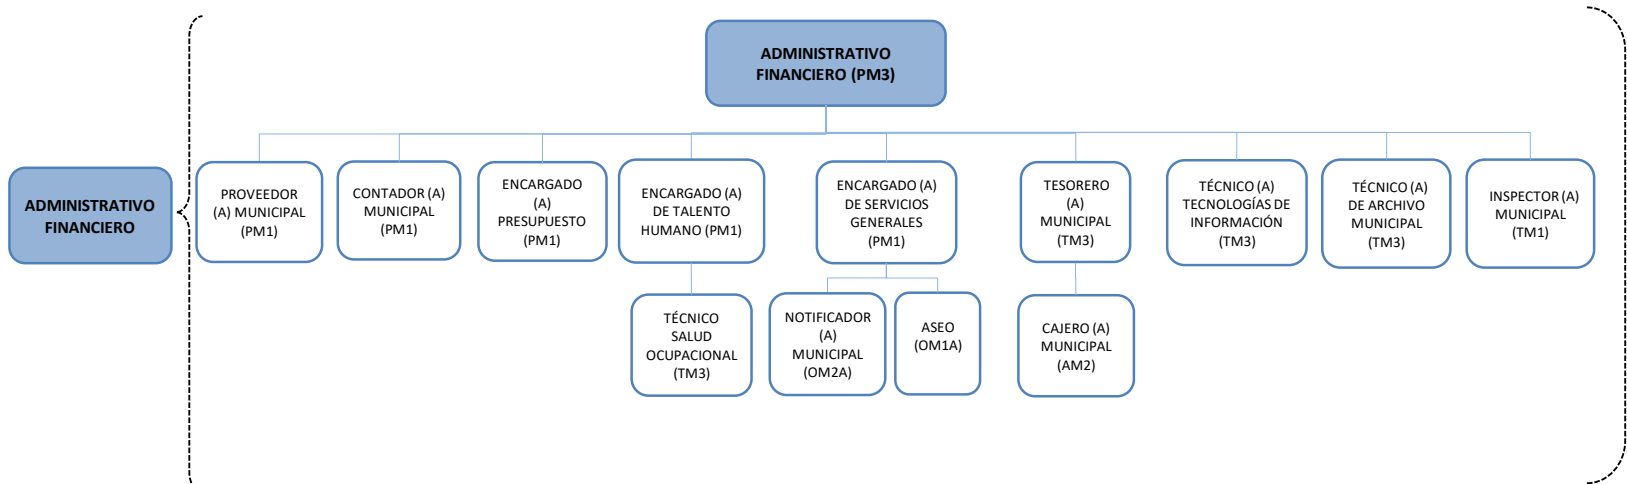 ADMINISTRATIVO
FINANCIERO (PM3)
ADMINISTRATIVO
FINANCIERO
PROVEEDOR
(A) MUNICIPAL
(PM1)
CONTADOR (A)
MUNICIPAL
(PM1)
ENCARGADO
(A)
PRESUPUESTO
(PM1)
ENCARGADO (A)
DE TALENTO
HUMANO (PM1)
ENCARGADO (A)
DE SERVICIOS
GENERALES
(PM1)
TESORERO
(A)
MUNICIPAL
(TM3)
TÉCNICO (A)
TECNOLOGÍAS DE
INFORMACIÓN
(TM3)
TÉCNICO (A)
DE ARCHIVO
MUNICIPAL
(TM3)
INSPECTOR (A)
MUNICIPAL
(TM1)
TÉCNICO
SALUD
OCUPACIONAL
(TM3)
NOTIFICADOR
(A)
MUNICIPAL
(OM2A)
ASEO
(OM1A)
CAJERO (A)
MUNICIPAL
(AM2)